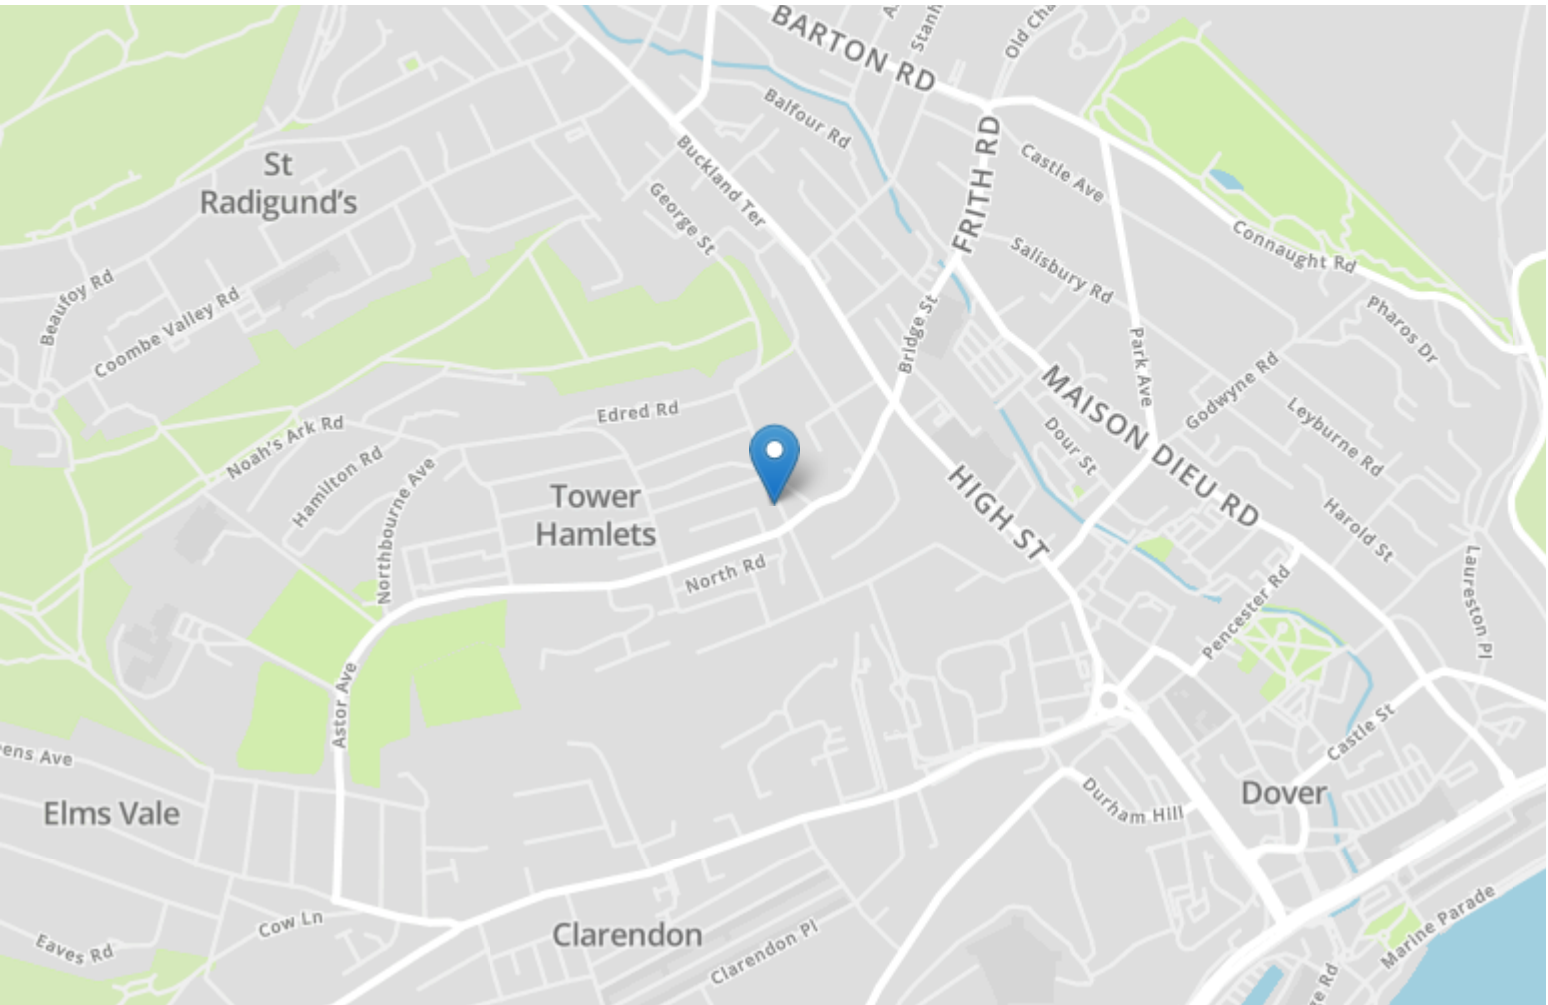 BARTON RD
Stanh
Old Cha
Balfour Rd
FRITH RD
Castle Ave
Buckland Ter
George St
St
Radigund's
Salisbury Rd
Connaught Rd
Beaufoy Rd
Coombe Valley Rd
Bridge St
Park Ave
Pharos Dr
Godwyne Rd
MAISON DIEU RD
Leyburne Rd
Edred Rd
Noah's Ark Rd
Hamilton Rd
Northbourne Ave
Dour St
HIGH ST
Tower
Hamlets
Harold St
North Rd
Laureston Pl
Pencester Rd
Astor Ave
Castle St
ens Ave
Elms Vale
Durham Hill
Dover
Cow Ln
Clarendon
Clarendon Pl
Eaves Rd
Marine Parade
Rd